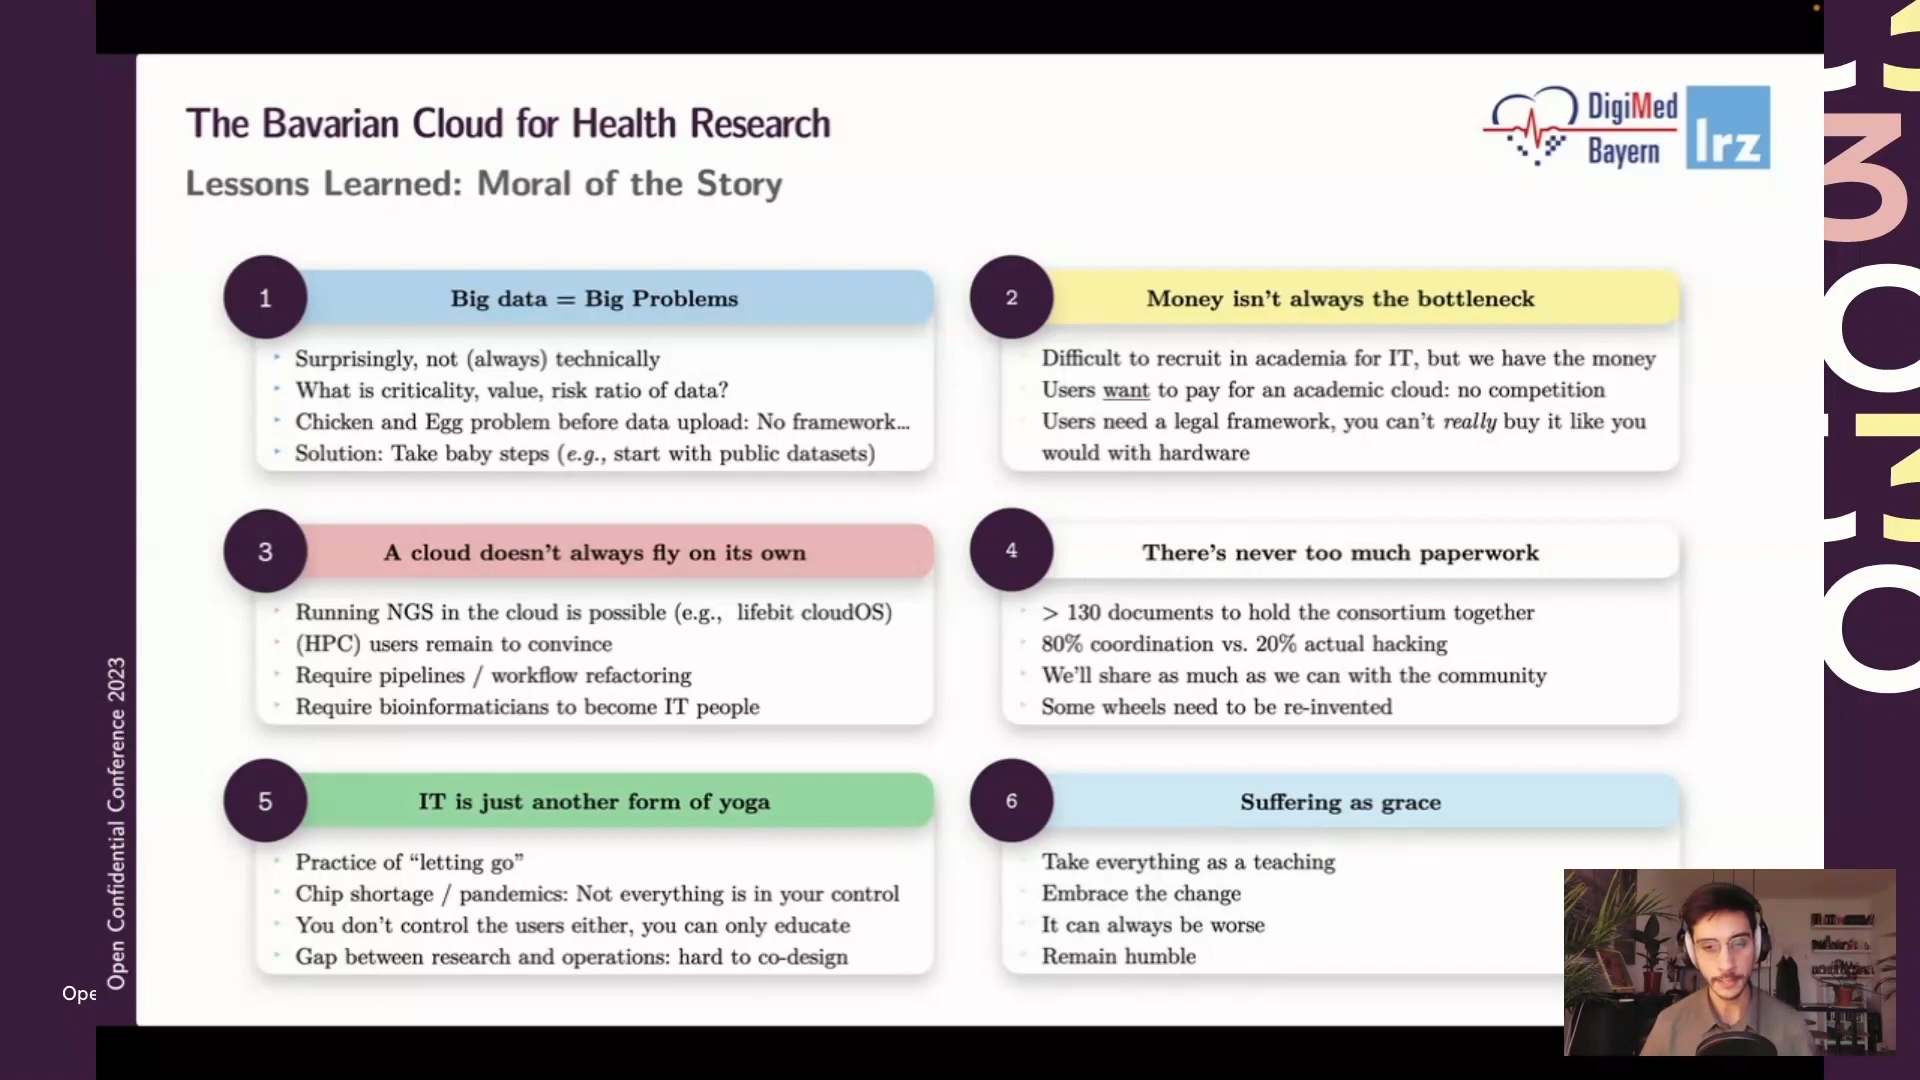 The Bavarian Cloud for Health Research
Lessons Learned: Moral of the Story
DigiMed
Bayern
lrz
1
Big data = Big Problems
Surprisingly, not (always) technically
What is criticality, value, risk ratio of data?
Chicken and Egg problem before data upload: No framework...
Solution: Take baby steps (e.g., start with public datasets)
2
Money isn't always the bottleneck
Difficult to recruit in academia for IT, but we have the money
Users want to pay for an academic cloud: no competition
Users need a legal framework, you can't really buy it like you
would with hardware
3
A cloud doesn't always fly on its own
Running NGS in the cloud is possible (e.g., lifebit cloudOS)
(HPC) users remain to convince
Require pipelines / workflow refactoring
Require bioinformaticians to become IT people
4
There's never too much paperwork
> 130 documents to hold the consortium together
80% coordination vs. 20% actual hacking
We'll share as much as we can with the community
Some wheels need to be re-invented
5
IT is just another form of yoga
Practice of “letting go”
Chip shortage / pandemics: Not everything is in your control
You don't control the users either, you can only educate
Gap between research and operations: hard to co-design
6
Suffering as grace
Take everything as a teaching
Embrace the change
It can always be worse
Remain humble
Open Confidential Conference 2023
Ope